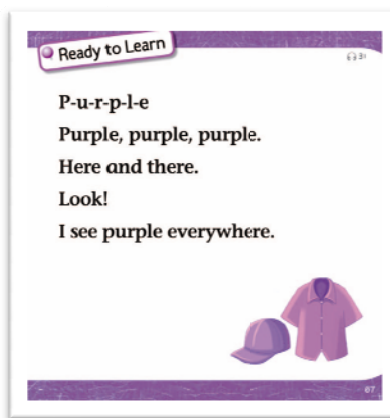 Ready to Learn
P-u-r-p-l-e
Purple, purple, purple.
Here and there.
Look!
I see purple everywhere.
67